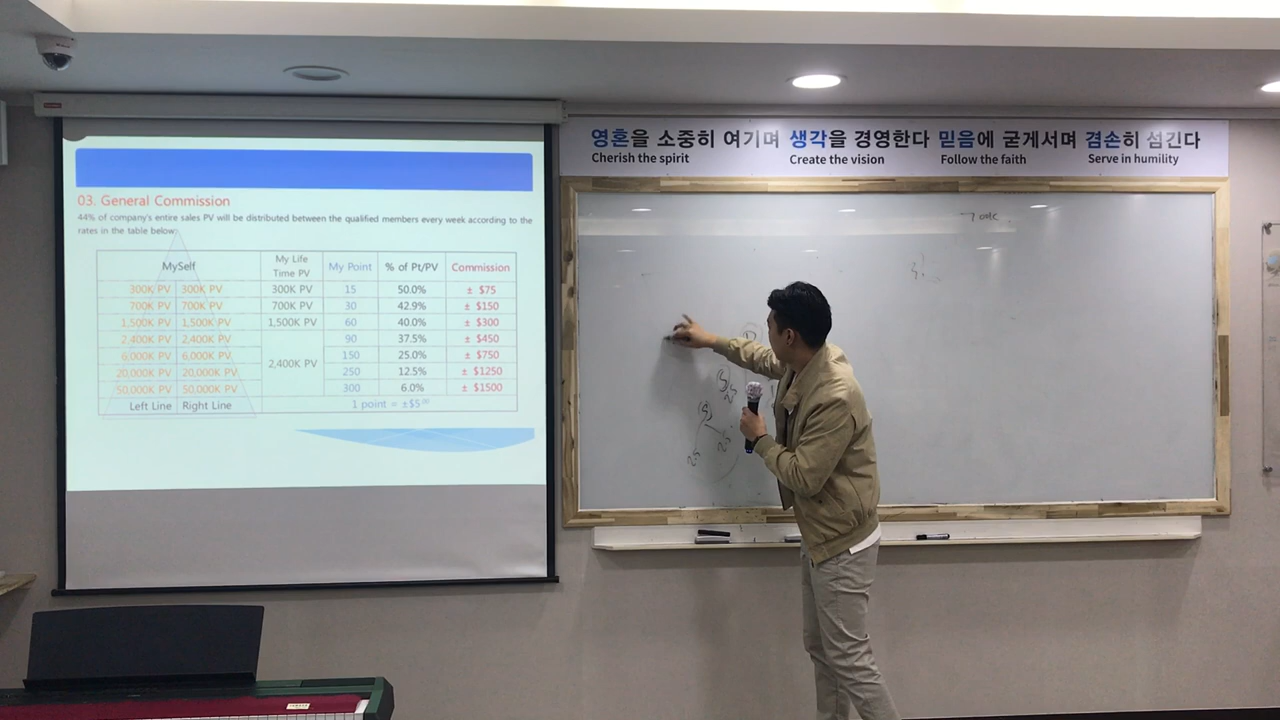 03. General Commission
44% of company's entire sales PV will be distributed between the qualified members every week according to the
rates in the table below.
MySelf My Life Time PV My Point % of Pt/PV Commission
300K PV 300K PV 300K PV 15 50.0% ± $75
700K PV 700K PV 700K PV 30 42.9% ± $150
1,500K PV 1,500K PV 1,500K PV 60 40.0% ± $300
2,400K PV 2,400K PV 2,400K PV 90 37.5% ± $450
6,000K PV 6,000K PV 150 25.0% ± $750
20,000K PV 20,000K PV 250 12.5% ± $1250
50,000K PV 50,000K PV 300 6.0% ± $1500
Left Line Right Line 1 point = ±$5.00
영혼을 소중히 여기며 생각을 경영한다 믿음에 굳게서며 겸손히 섬긴다
Cherish the spirit Create the vision Follow the faith Serve in humility